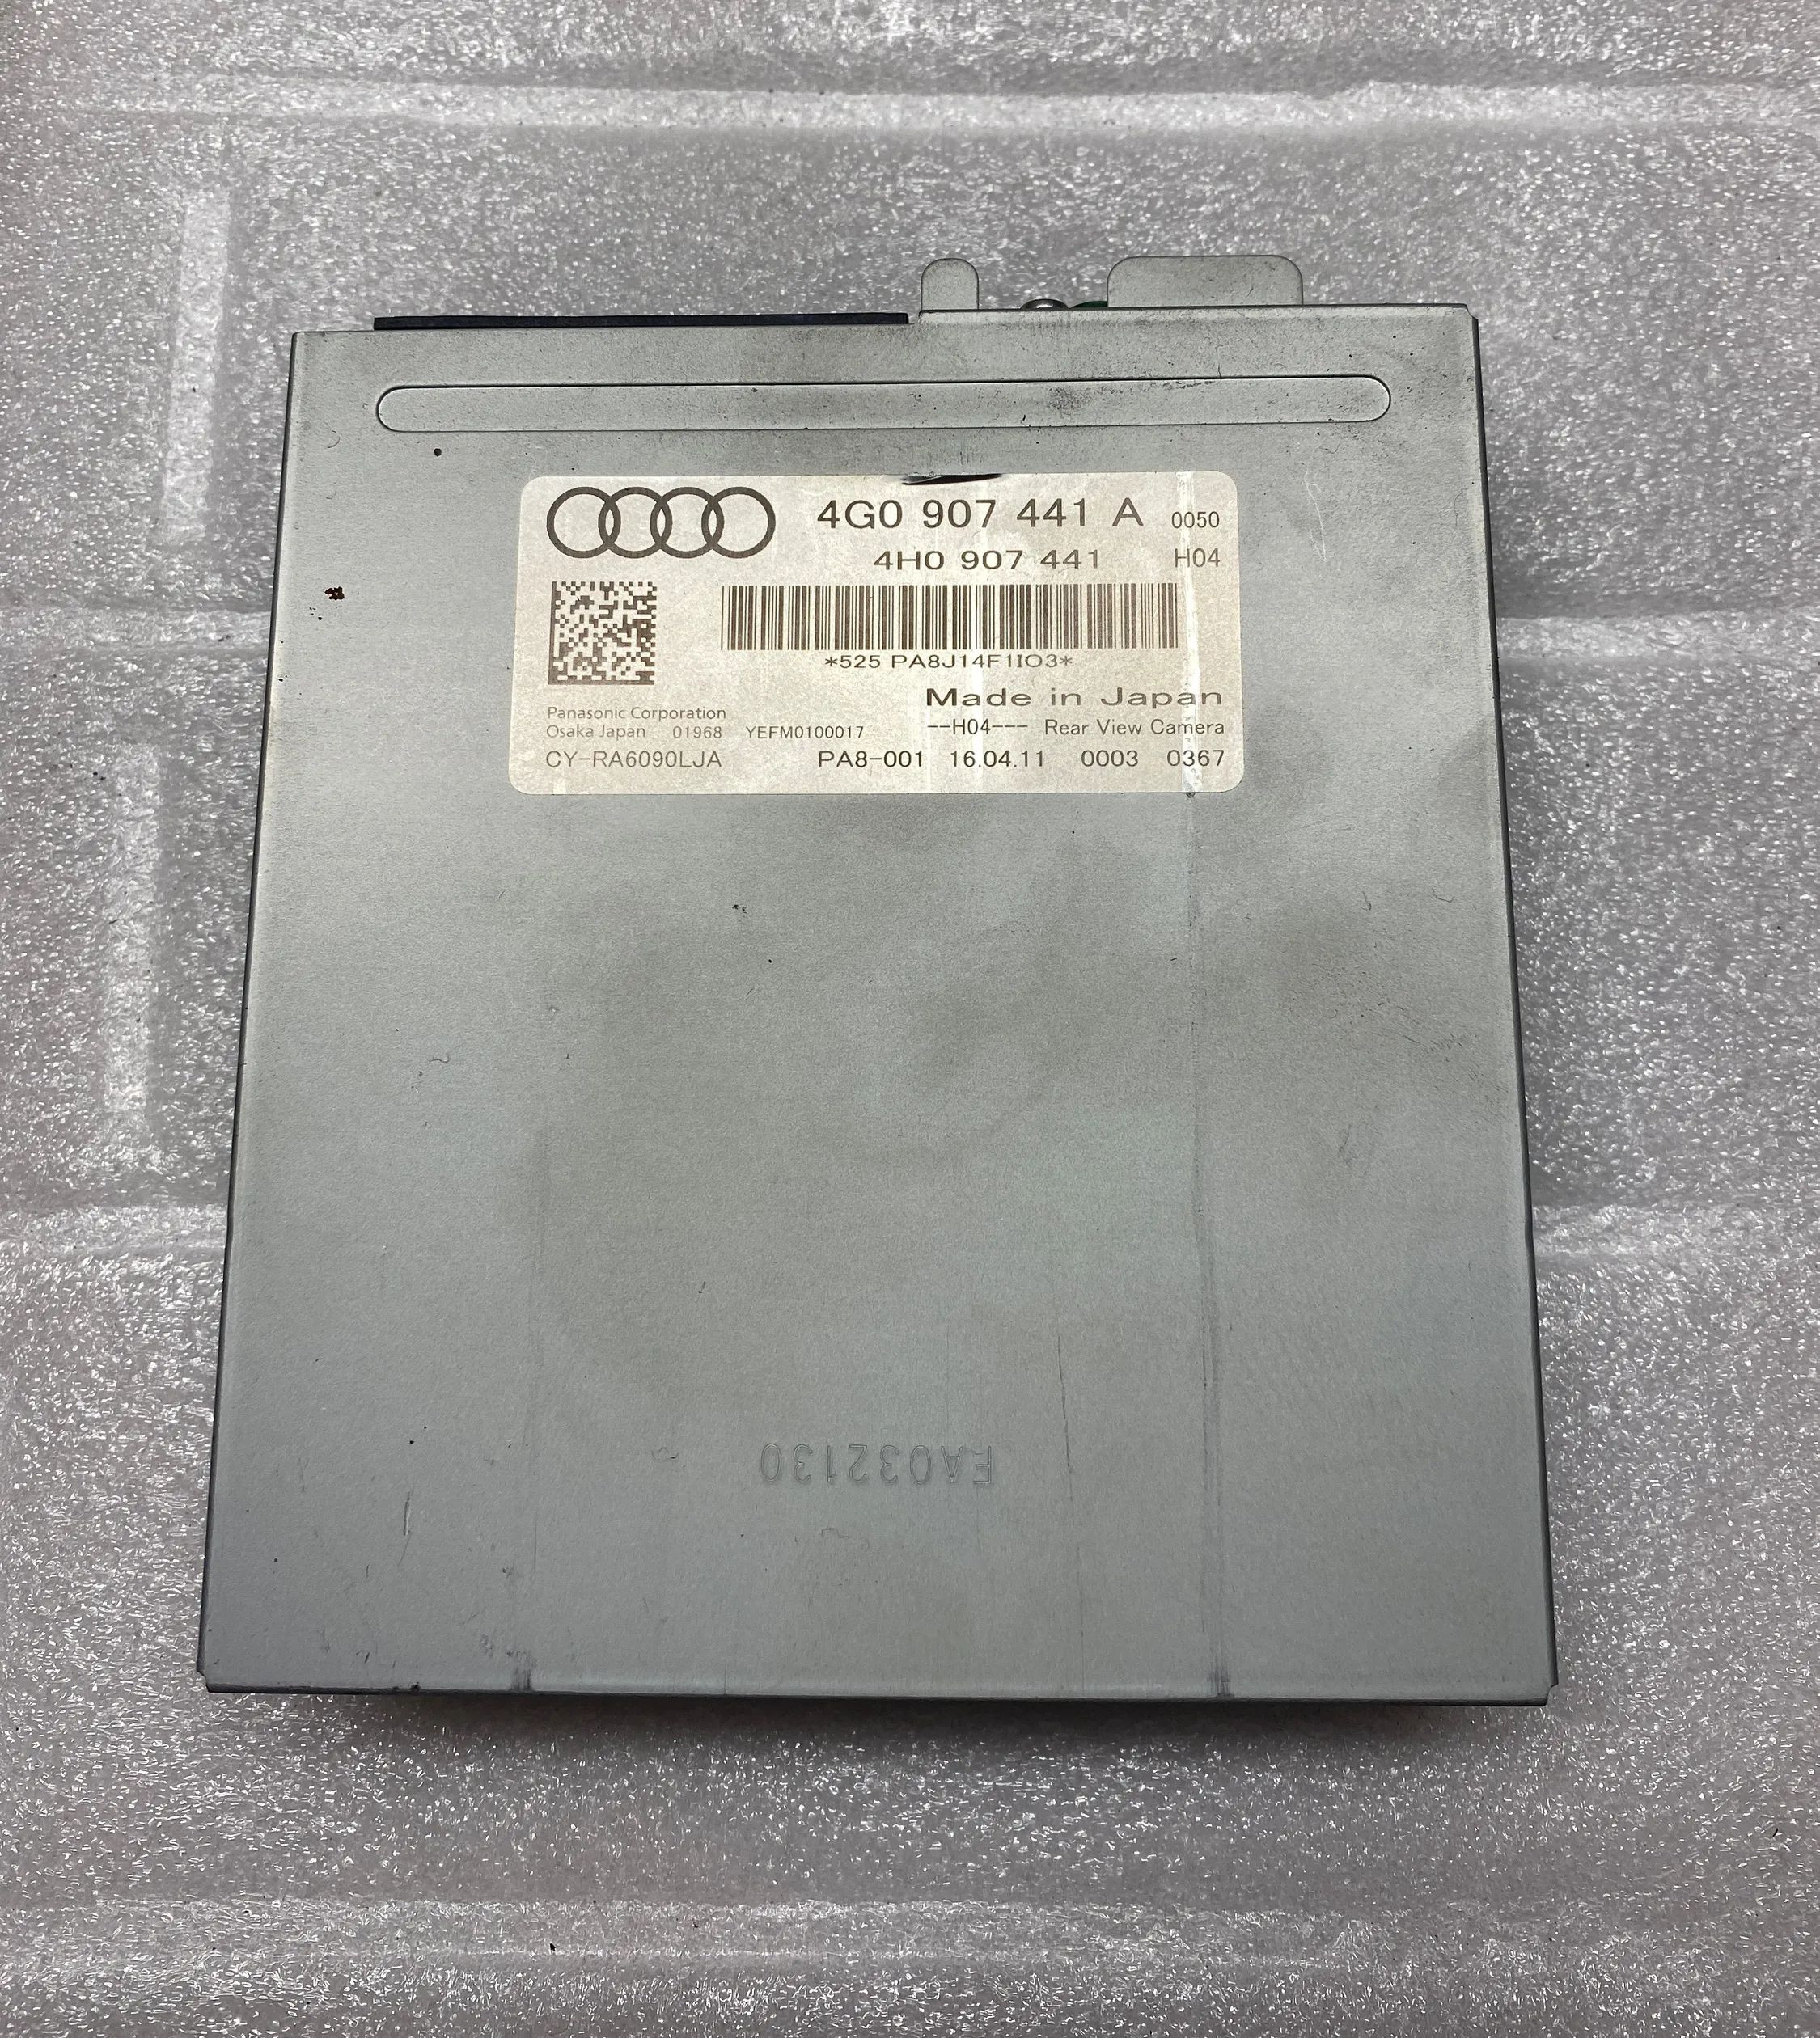 4G0 907 441 A 0050
4H0 907 441 H04
*525 PA8J14F1IO3*
Made in Japan
Panasonic Corporation
Osaka Japan 01968 YEFM0100017 --H04--- Rear View Camera
CY-RA6090LJA PA8-001 16.04.11 0003 0367
FA032130